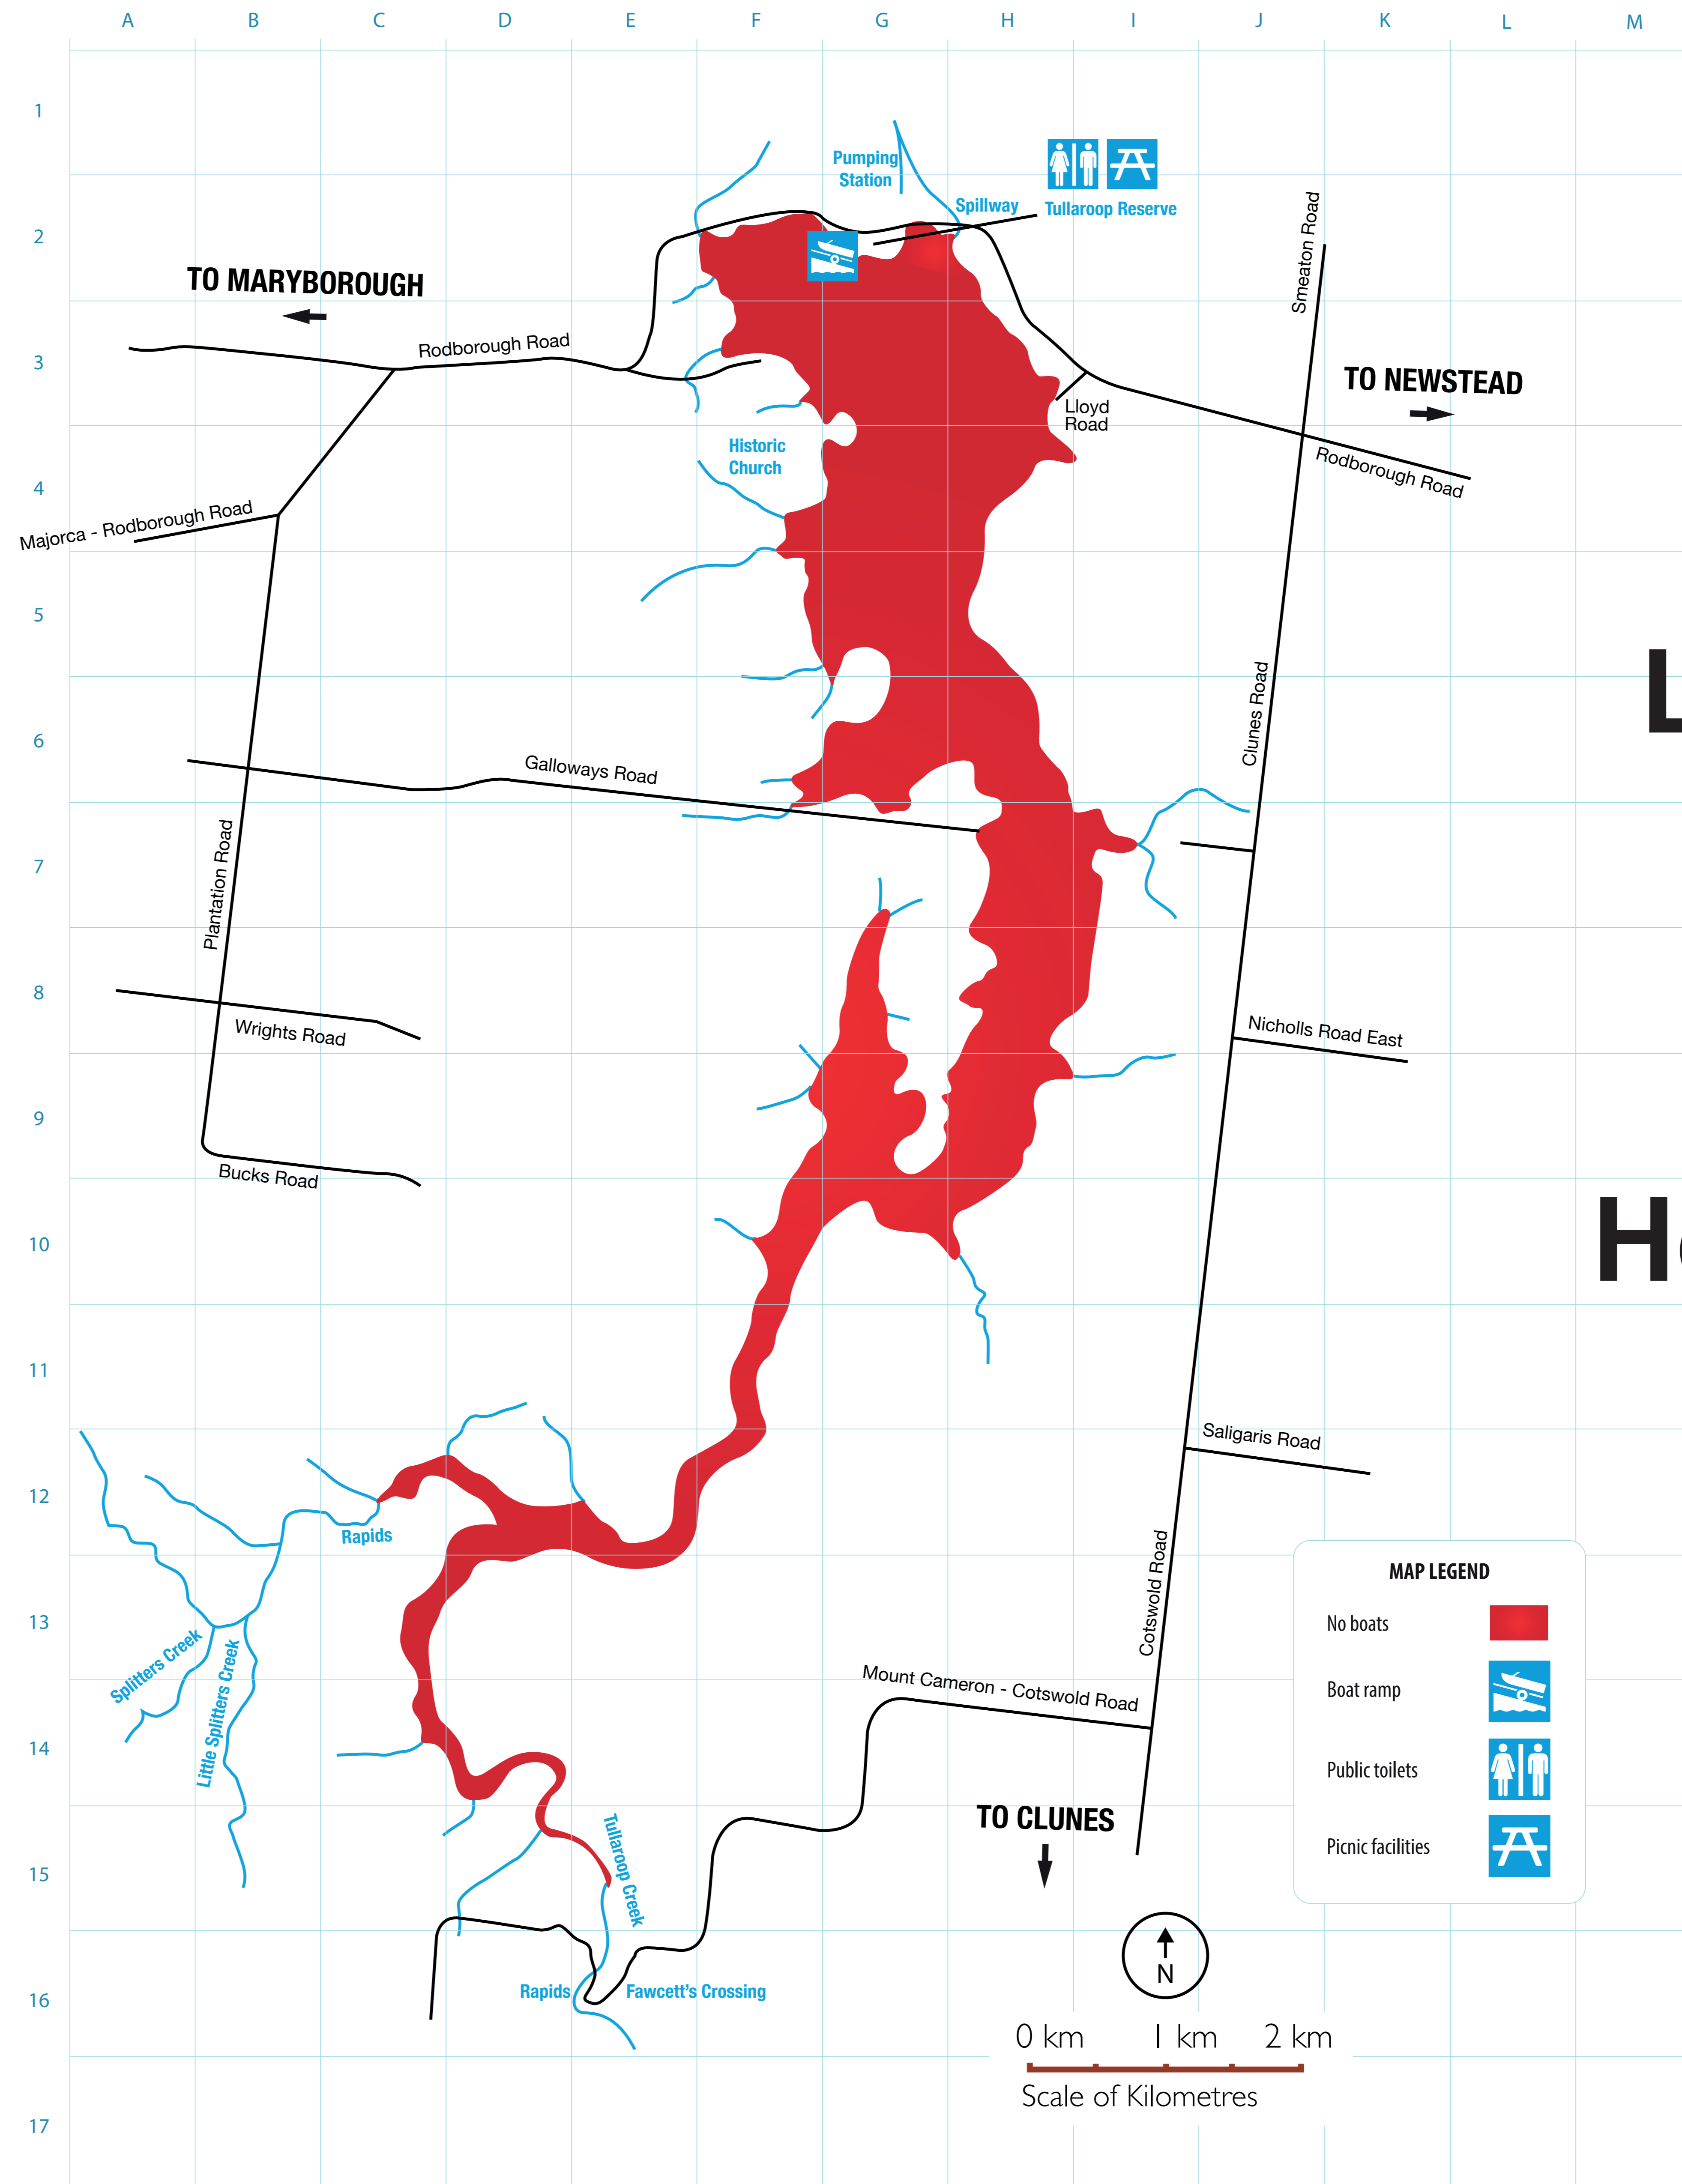 A B C D E F G H I J K L M
1
Pumping
Station
Spillway
Tullaroop Reserve
2
Smeaton Road
TO MARYBOROUGH
Rodborough Road
3
TO NEWSTEAD
Lloyd
Road
Historic
Church
Rodborough Road
4
Majorca - Rodborough Road
5
L
Clunes Road
6
Galloways Road
Plantation Road
7
8
Wrights Road
Nicholls Road East
9
Bucks Road
H
10
11
Saligaris Road
12
Rapids
Cotswold Road
MAP LEGEND
No boats
Boat ramp
Public toilets
Picnic facilities
13
Splitters Creek
Little Splitters Creek
Mount Cameron - Cotswold Road
14
TO CLUNES
Tullaroop Creek
15
N
16
Rapids
Fawcett's Crossing
0 km 1 km 2 km
Scale of Kilometres
17